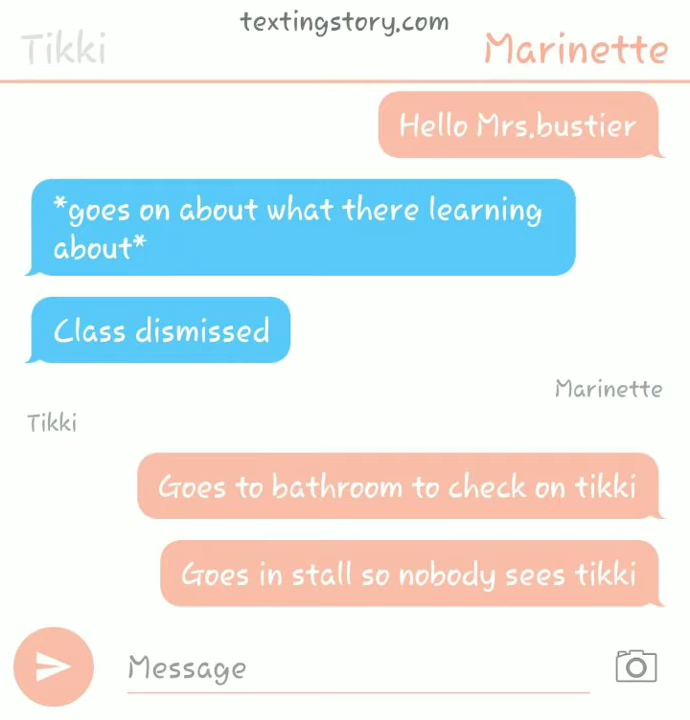 textingstory.com
Tikki
Marinette
Hello Mrs.bustier
*goes on about what there learning
about*
Class dismissed
Marinette
Tikki
Goes to bathroom to check on tikki
Goes in stall so nobody sees tikki
Message